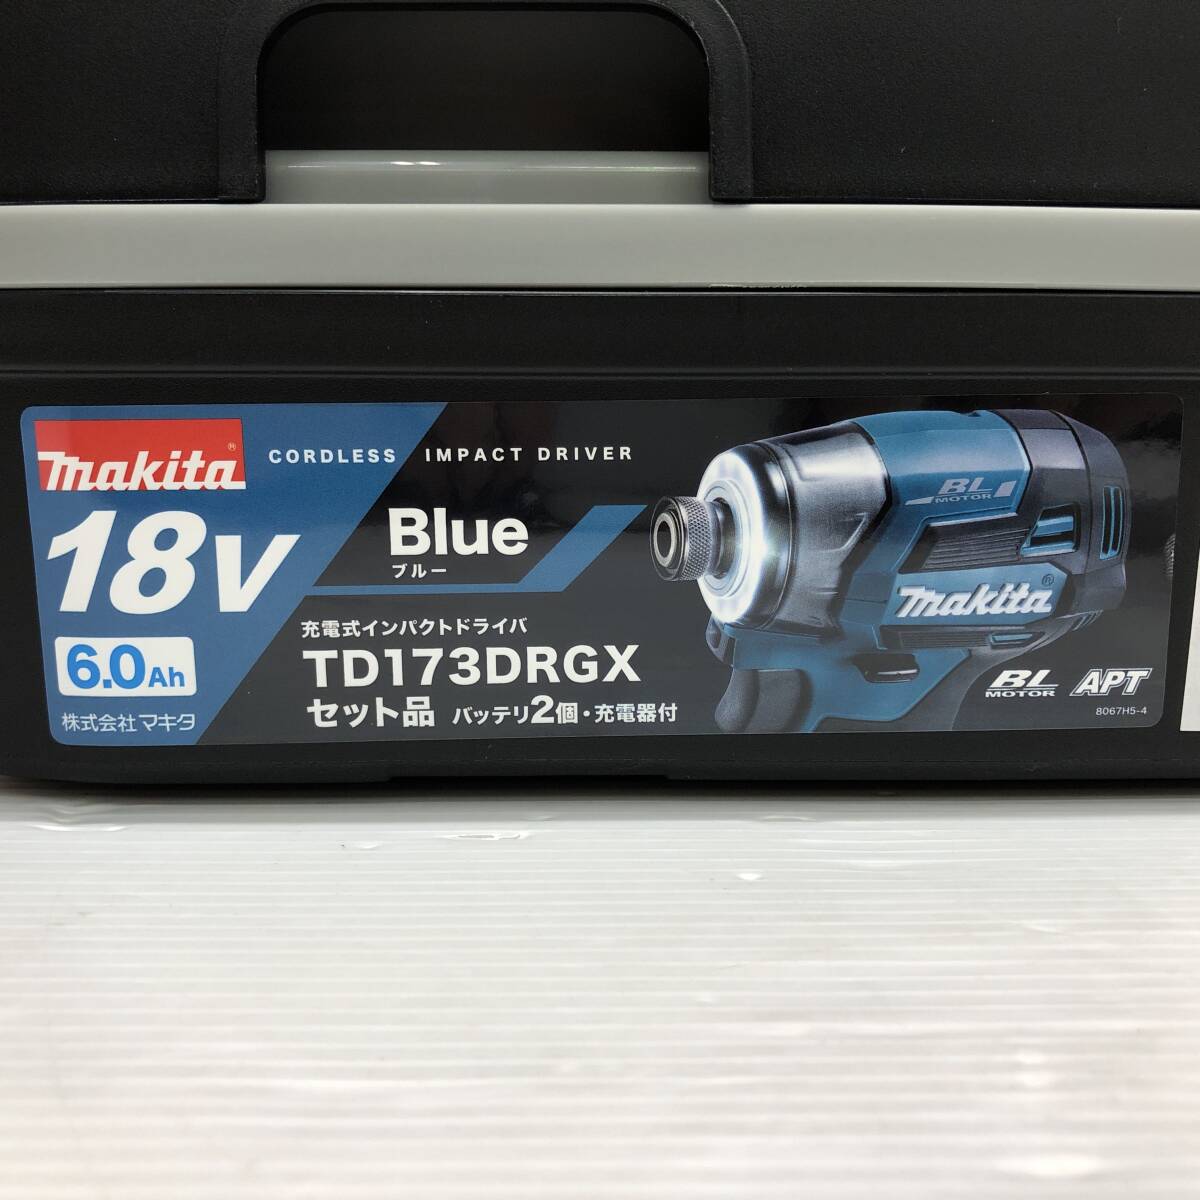 makita®
CORDLESS IMPACT DRIVER
18V
Blue
ブルー
6.0Ah
充電式インパクトドライバ
TD173DRGX
セット品 バッテリ2個・充電器付
株式会社マキタ
BL
MOTOR
makita®
BL
MOTOR
APT
8067H5-4